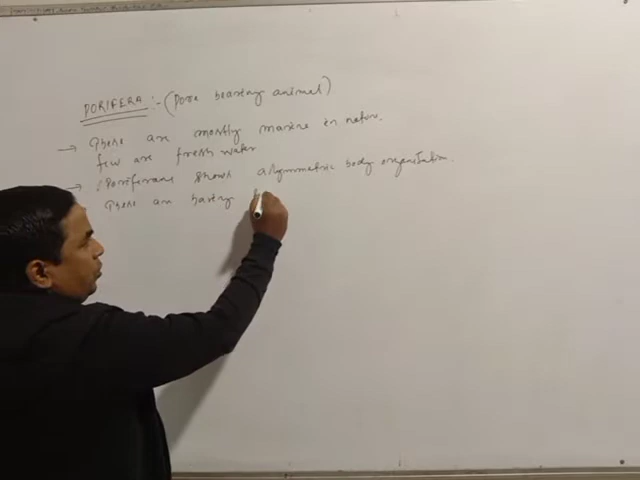 PORIFERA :- (Pore bearing animal)
→ These are mostly marine in nature.
few are fresh water
→ Poriferans shows asymmetric body organisation.
These are having